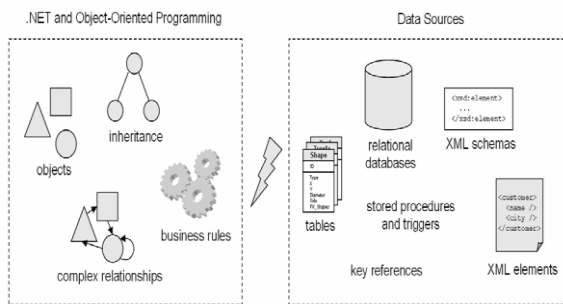 .NET and Object-Oriented Programming
Data Sources
inheritance
objects
business rules
complex relationships
relational
databases
<xsd:element>
...
</xsd:element>
XML schemas
Shape
ID
Type
X
Y
Diameter
Side
tables
stored procedures
and triggers
key references
<customer>
<name />
<city />
</customer>
XML elements